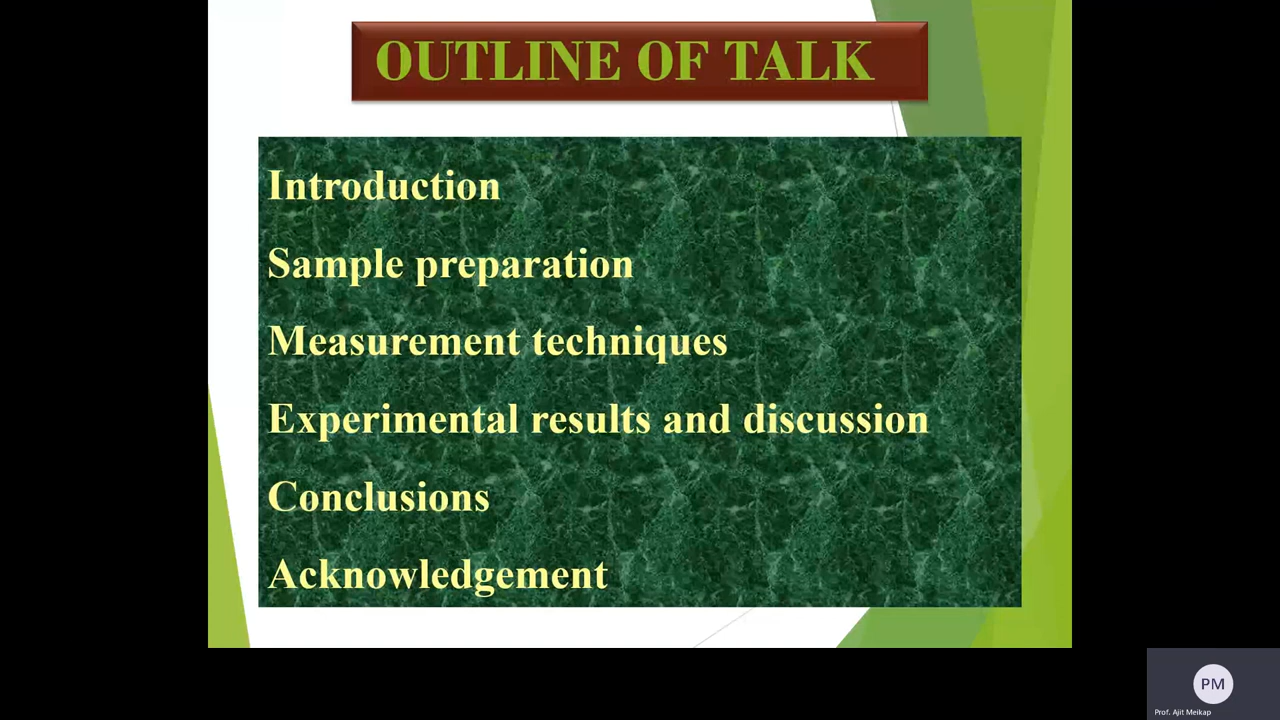 OUTLINE OF TALK
Introduction
Sample preparation
Measurement techniques
Experimental results and discussion
Conclusions
Acknowledgement
PM
Prof. Ajit Meikap